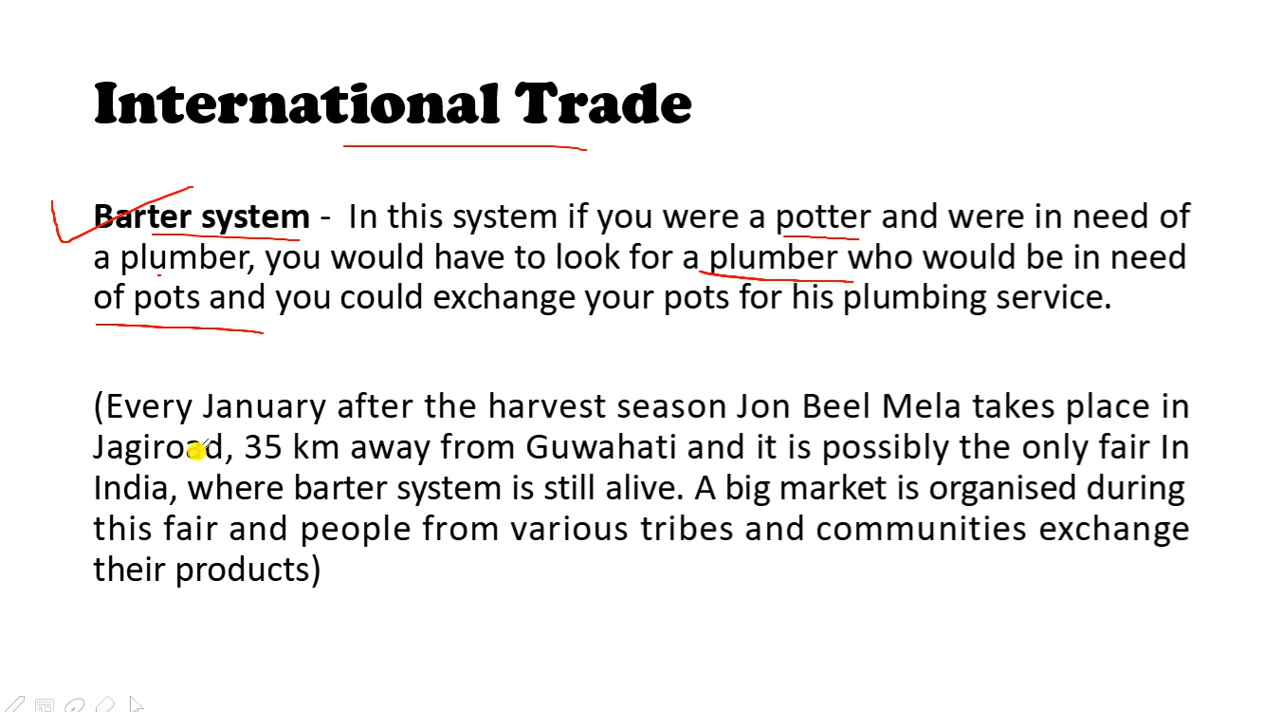 International Trade
Barter system - In this system if you were a potter and were in need of
a plumber, you would have to look for a plumber who would be in need
of pots and you could exchange your pots for his plumbing service.
(Every January after the harvest season Jon Beel Mela takes place in
Jagiroad, 35 km away from Guwahati and it is possibly the only fair In
India, where barter system is still alive. A big market is organised during
this fair and people from various tribes and communities exchange
their products)